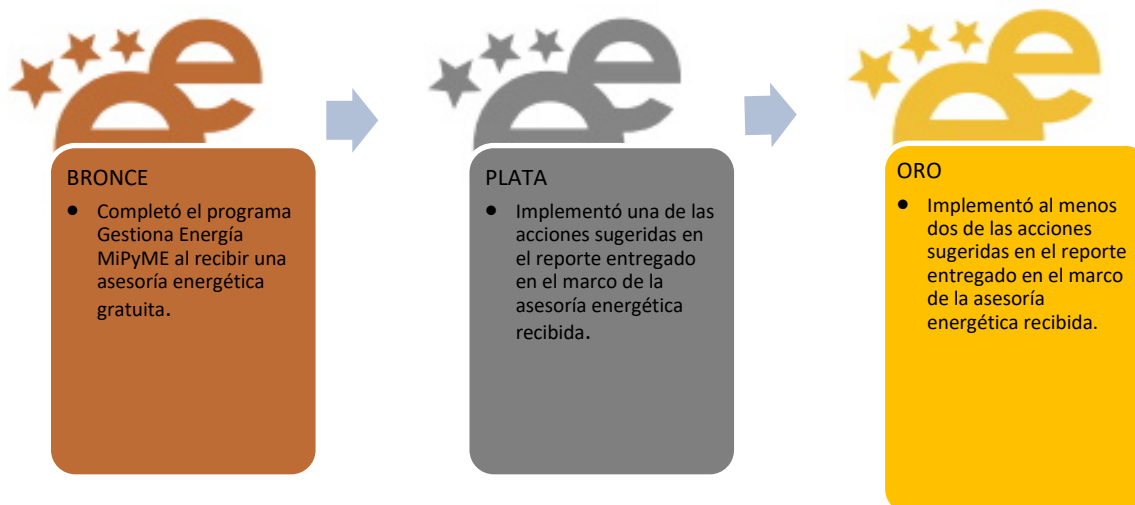 BRONCE
• Completó el programa
Gestiona Energía
MiPyME al recibir una
asesoría energética
gratuita.
PLATA
• Implementó una de las
acciones sugeridas en
el reporte entregado
en el marco de la
asesoría energética
recibida.
ORO
• Implementó al menos
dos de las acciones
sugeridas en el reporte
entregado en el marco
de la asesoría
energética recibida.